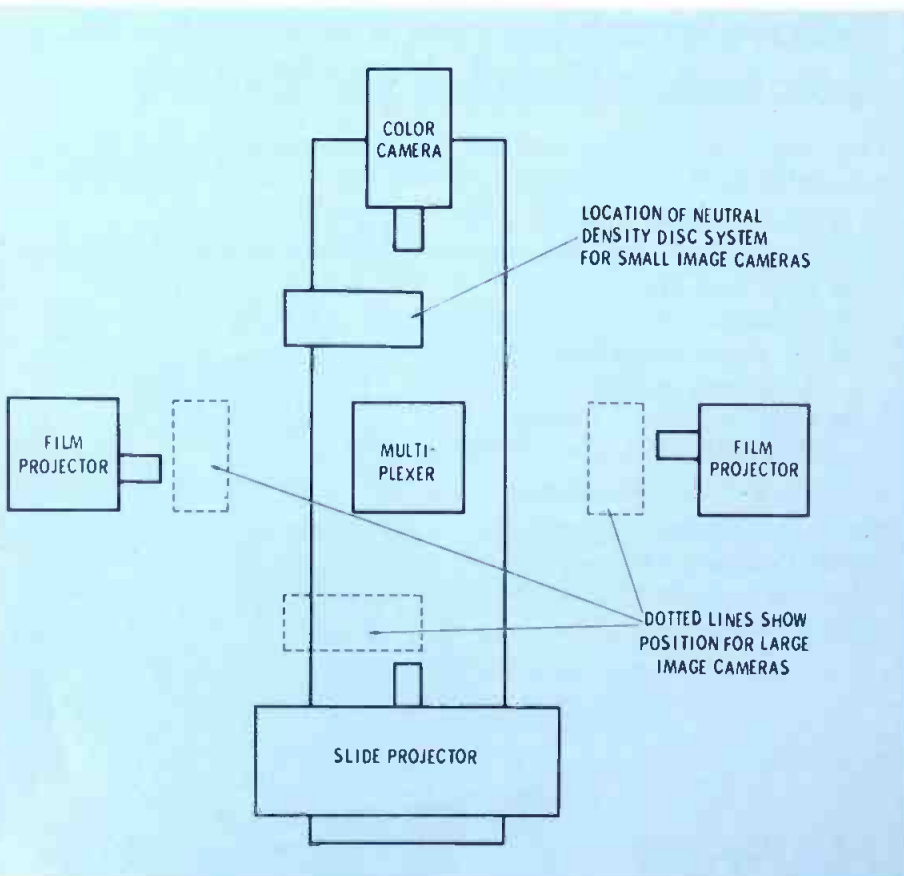 COLOR
CAMERA
LOCATION OF NEUTRAL
DENSITY DISC SYSTEM
FOR SMALL IMAGE CAMERAS
FILM
PROJECTOR
MULTI-
PLEXER
FILM
PROJECTOR
DOTTED LINES SHOW
POSITION FOR LARGE
IMAGE CAMERAS
SLIDE PROJECTOR